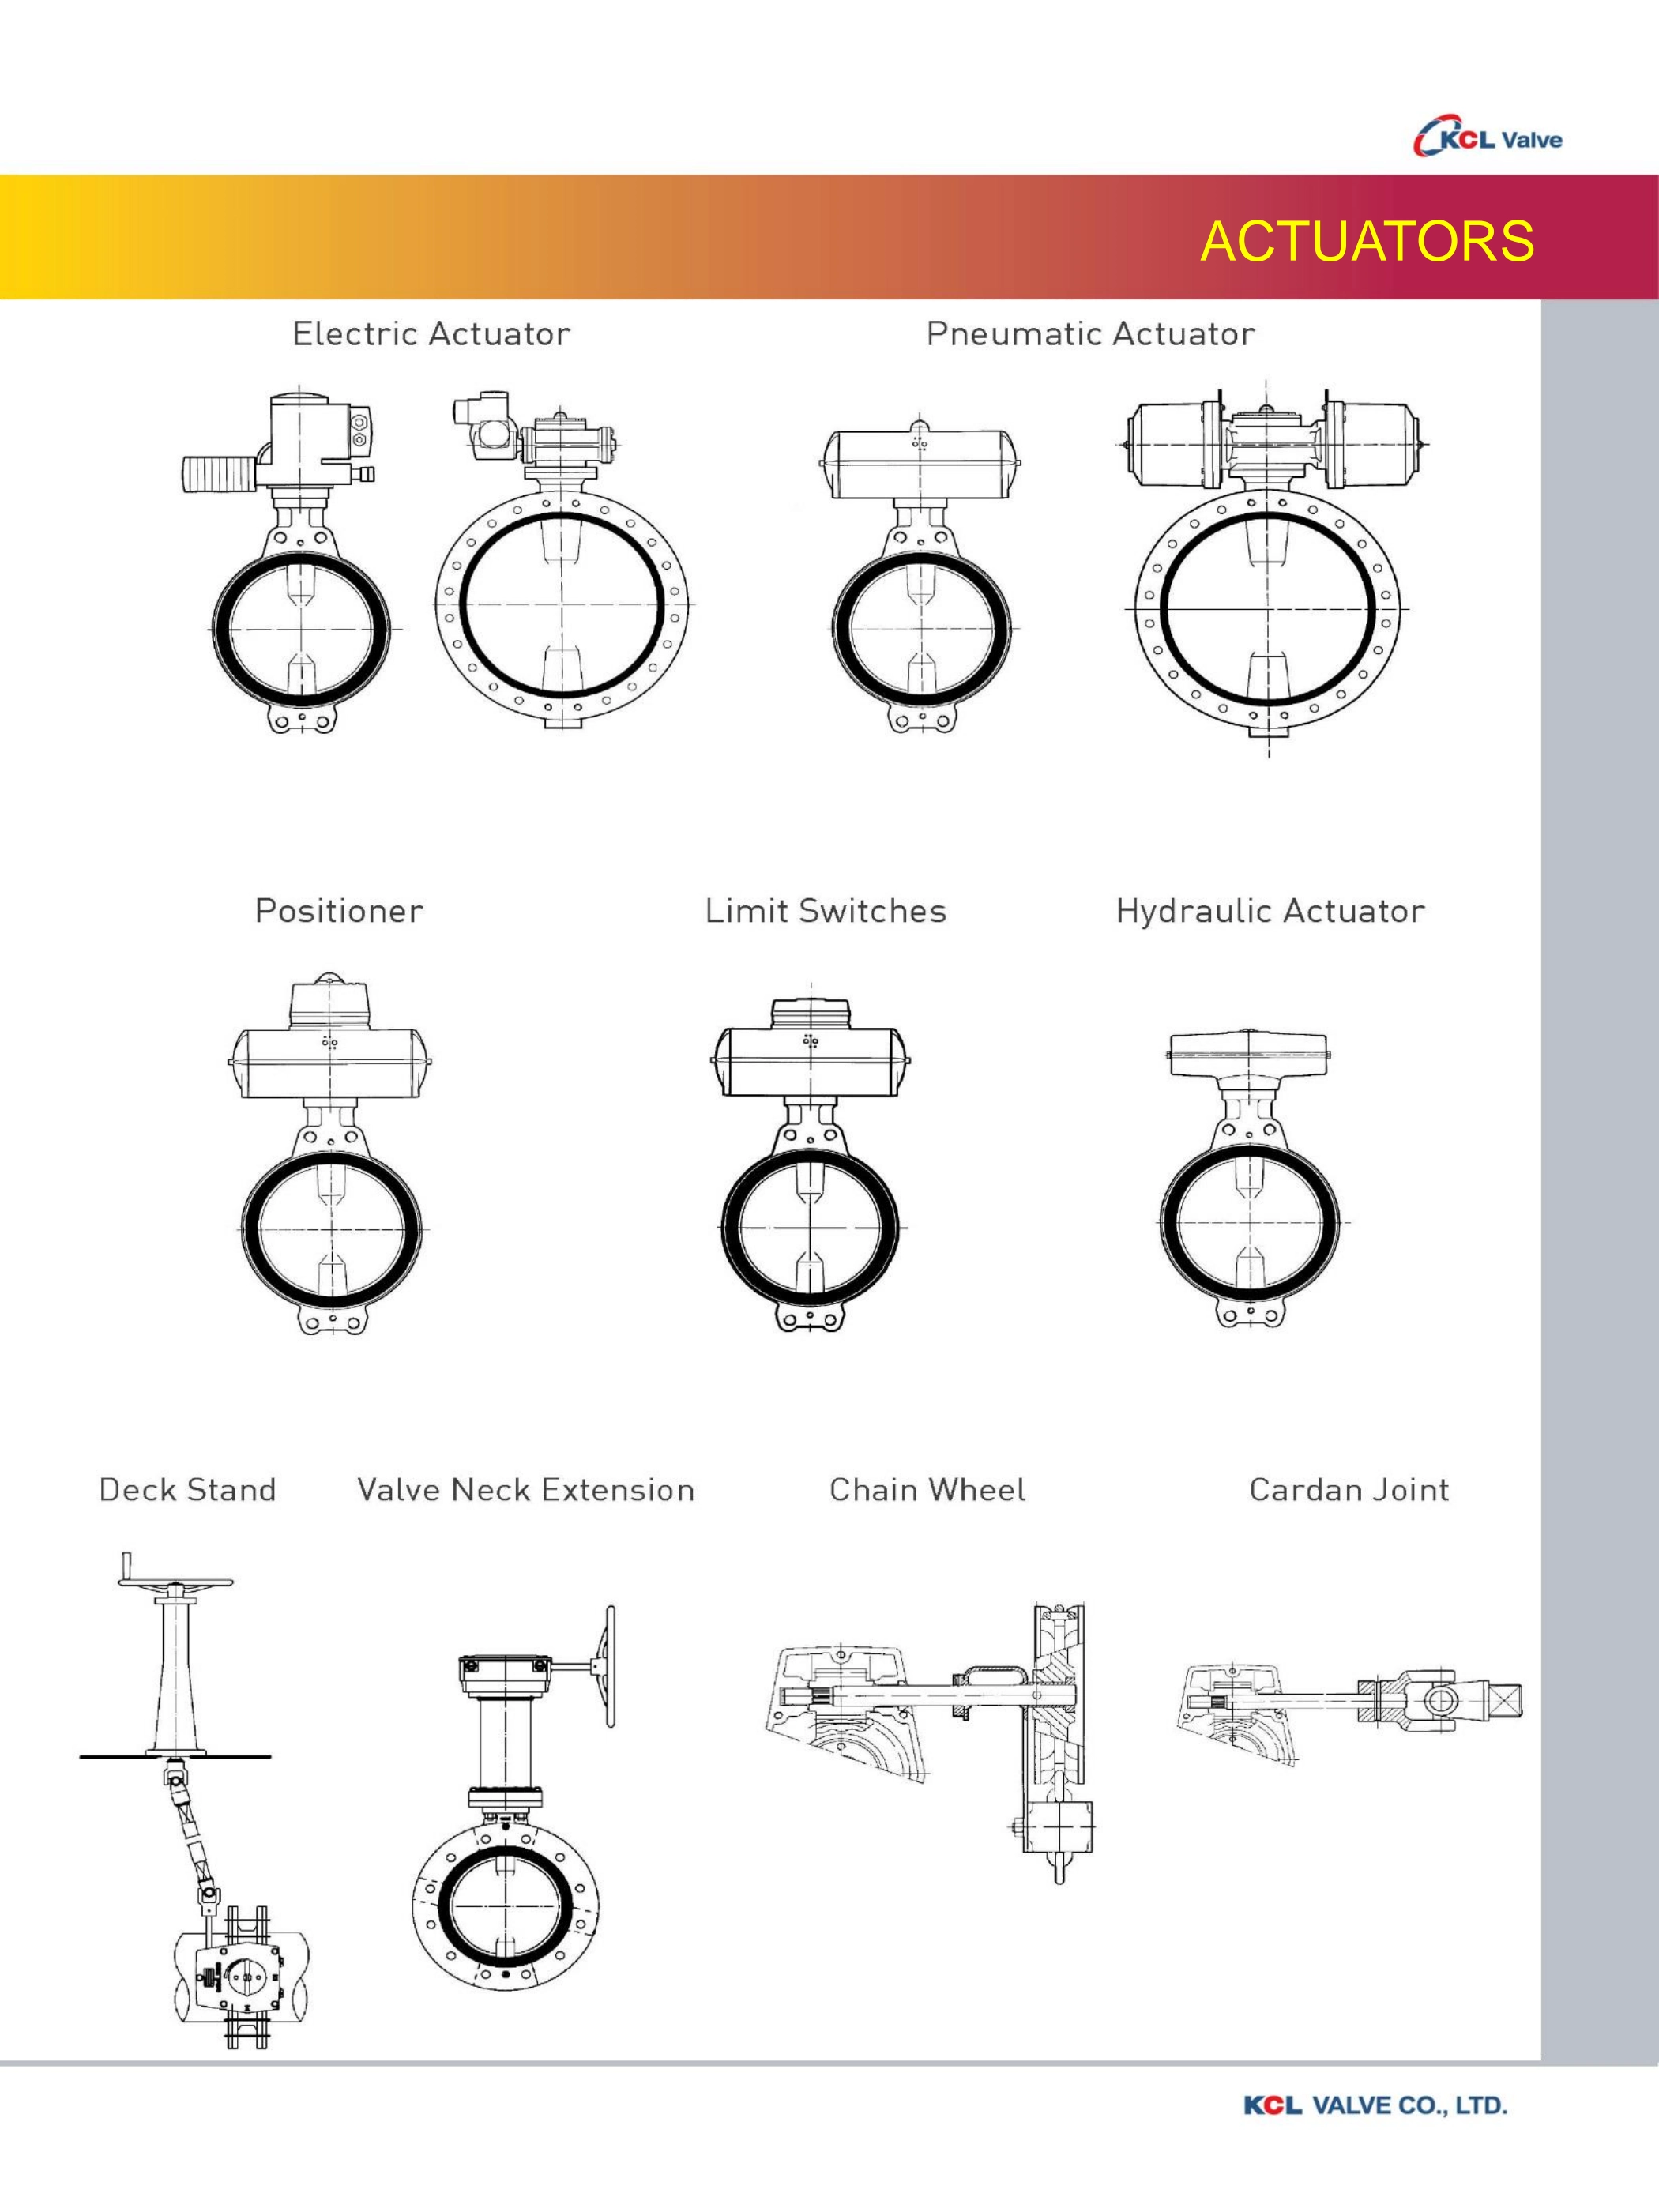 KCL Valve
ACTUATORS
Electric Actuator
Pneumatic Actuator
Positioner
Limit Switches
Hydraulic Actuator
Deck Stand
Valve Neck Extension
Chain Wheel
Cardan Joint
KCL VALVE CO., LTD.